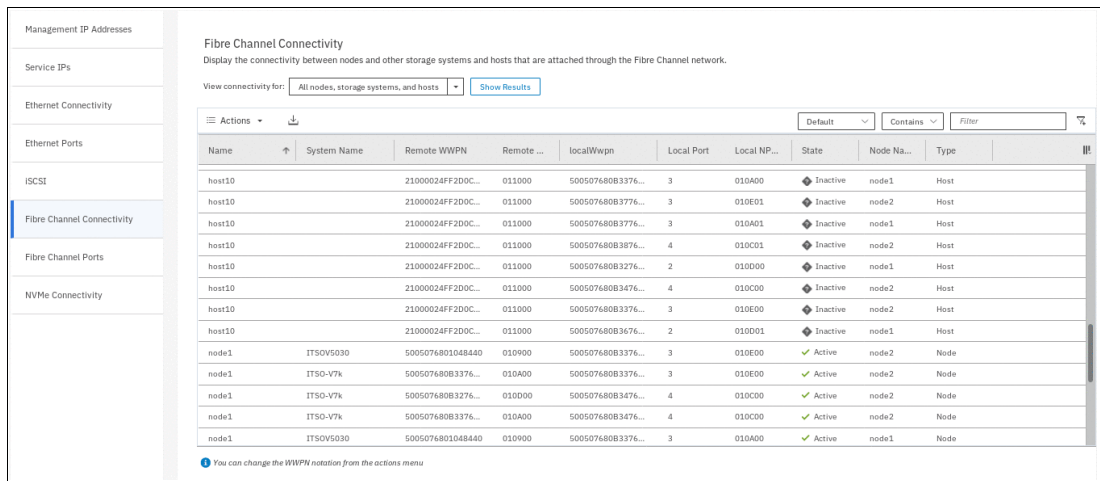 Management IP Addresses
Service IPs
Ethernet Connectivity
Ethernet Ports
iSCSI
Fibre Channel Connectivity
Fibre Channel Ports
NVMe Connectivity
Fibre Channel Connectivity
Display the connectivity between nodes and other storage systems and hosts that are attached through the Fibre Channel network.
View connectivity for: All nodes, storage systems, and hosts Show Results
Actions Default Contains Filter
Name System Name Remote WWPN Remote ... localWwpn Local Port Local NP... State Node Na... Type
host10 21000024FF2D0C... 011000 500507680B3376... 3 010A00 Inactive node1 Host
host10 21000024FF2D0C... 011000 500507680B3776... 3 010E01 Inactive node2 Host
host10 21000024FF2D0C... 011000 500507680B3776... 3 010A01 Inactive node1 Host
host10 21000024FF2D0C... 011000 500507680B3876... 4 010C01 Inactive node2 Host
host10 21000024FF2D0C... 011000 500507680B3276... 2 010D00 Inactive node1 Host
host10 21000024FF2D0C... 011000 500507680B3476... 4 010C00 Inactive node2 Host
host10 21000024FF2D0C... 011000 500507680B3376... 3 010E00 Inactive node2 Host
host10 21000024FF2D0C... 011000 500507680B3676... 2 010D01 Inactive node1 Host
node1 ITSOV5030 5005076801048440 010900 500507680B3376... 3 010E00 Active node2 Node
node1 ITSO-V7k 500507680B3376... 010A00 500507680B3376... 3 010E00 Active node2 Node
node1 ITSO-V7k 500507680B3276... 010D00 500507680B3476... 4 010C00 Active node2 Node
node1 ITSO-V7k 500507680B3376... 010A00 500507680B3476... 4 010C00 Active node2 Node
node1 ITSOV5030 5005076801048440 010900 500507680B3376... 3 010A00 Active node1 Node
You can change the WWPN notation from the actions menu